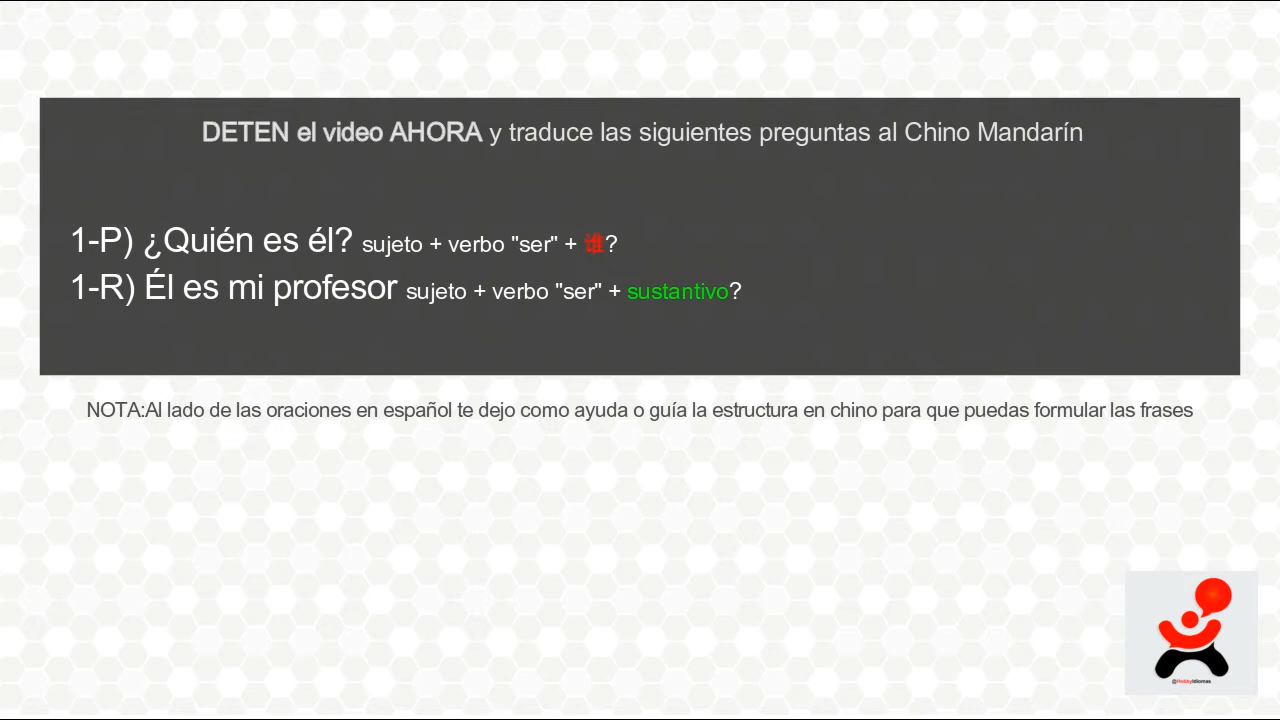 DETEN el video AHORA y traduce las siguientes preguntas al Chino Mandarín
1-P) ¿Quién es él? sujeto + verbo "ser" + 谁?
1-R) Él es mi profesor sujeto + verbo "ser" + sustantivo?
NOTA:Al lado de las oraciones en español te dejo como ayuda o guía la estructura en chino para que puedas formular las frases
@HobbyIdiomas